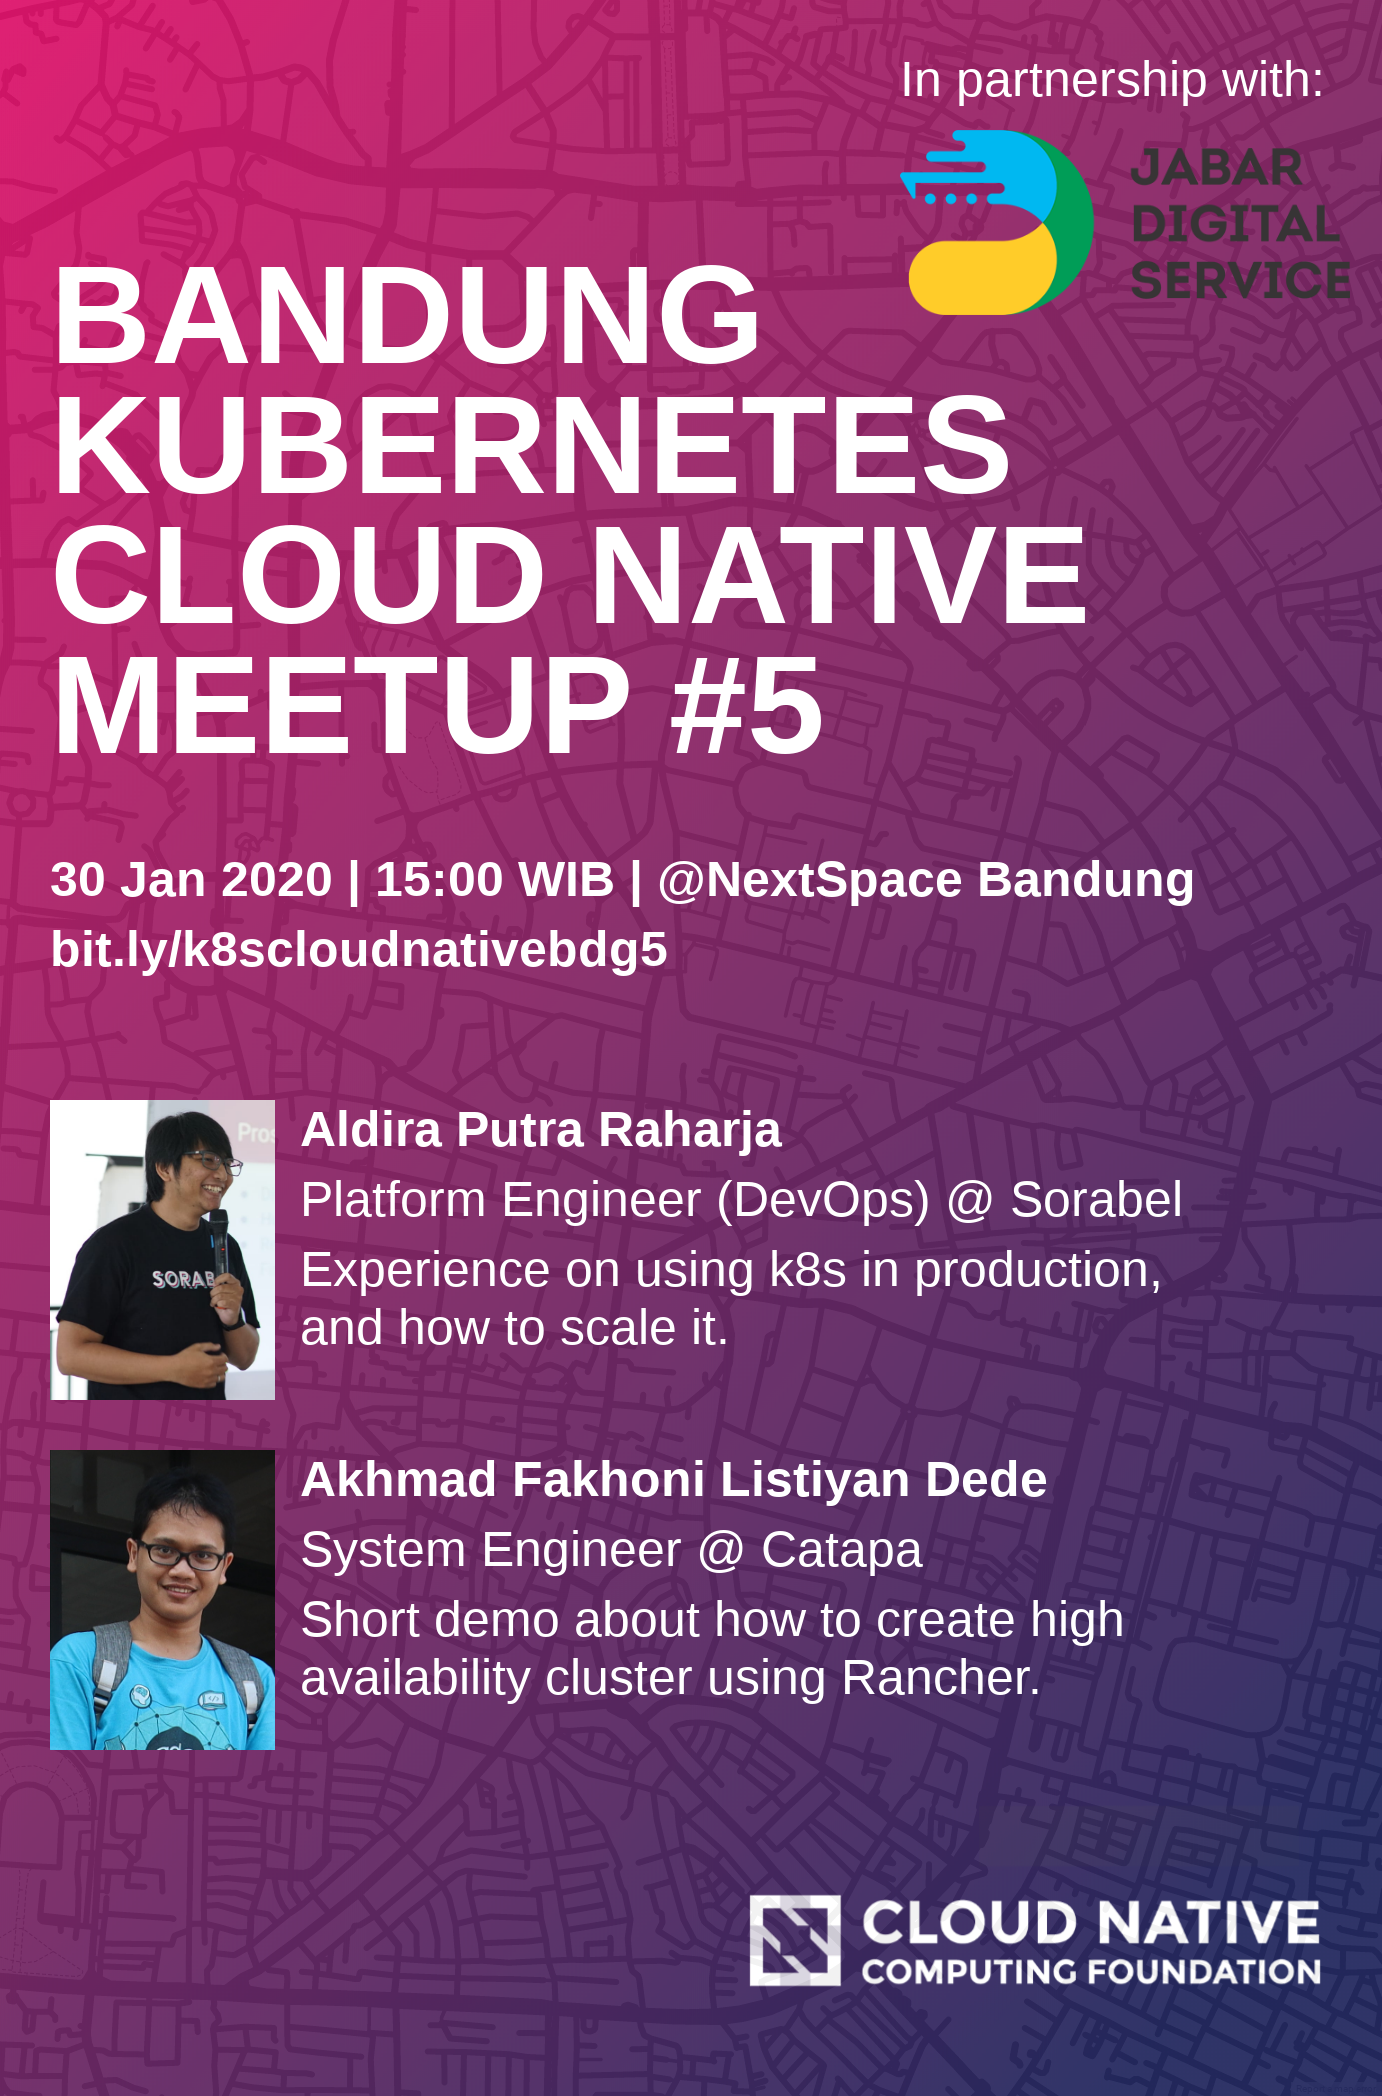 In partnership with:
JABAR
DIGITAL
SERVICE
BANDUNG
KUBERNETES
CLOUD NATIVE
MEETUP #5
30 Jan 2020 | 15:00 WIB | @NextSpace Bandung
bit.ly/k8scloudnativebdg5
Pros
SORAB
Aldira Putra Raharja
Platform Engineer (DevOps) @ Sorabel
Experience on using k8s in production,
and how to scale it.
Akhmad Fakhoni Listiyan Dede
System Engineer @ Catapa
Short demo about how to create high
availability cluster using Rancher.
CLOUD NATIVE
COMPUTING FOUNDATION